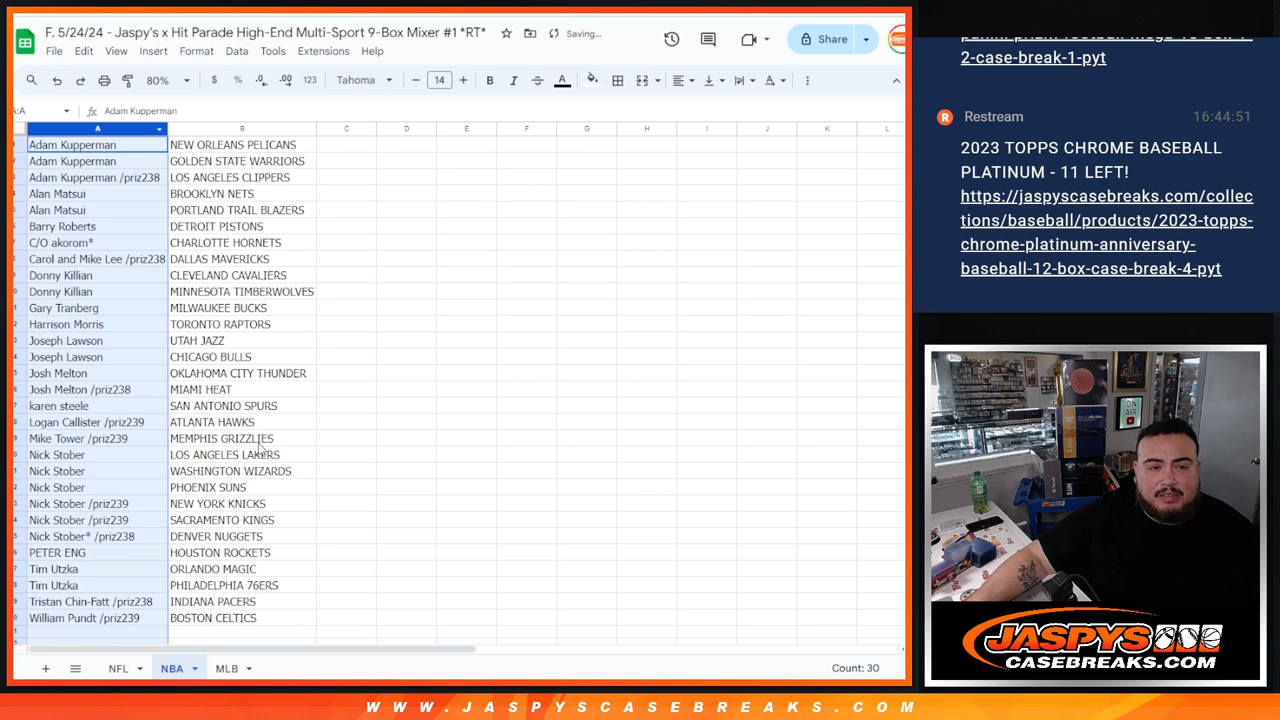 F. 5/24/24 - Jaspy's x Hit Parade High-End Multi-Sport 9-Box Mixer #1 *RT*
Saving...
File Edit View Insert Format Data Tools Extensions Help
Share
80% $ % .0 .00 123 Tahoma 14 B I S A
A:A fx Adam Kupperman
A B C D E F G H I J K L
Adam Kupperman NEW ORLEANS PELICANS
Adam Kupperman GOLDEN STATE WARRIORS
Adam Kupperman /priz238 LOS ANGELES CLIPPERS
Alan Matsui BROOKLYN NETS
Alan Matsui PORTLAND TRAIL BLAZERS
Barry Roberts DETROIT PISTONS
C/O akorom* CHARLOTTE HORNETS
Carol and Mike Lee /priz238 DALLAS MAVERICKS
Donny Killian CLEVELAND CAVALIERS
Donny Killian MINNESOTA TIMBERWOLVES
Gary Tranberg MILWAUKEE BUCKS
Harrison Morris TORONTO RAPTORS
Joseph Lawson UTAH JAZZ
Joseph Lawson CHICAGO BULLS
Josh Melton OKLAHOMA CITY THUNDER
Josh Melton /priz238 MIAMI HEAT
karen steele SAN ANTONIO SPURS
Logan Callister /priz239 ATLANTA HAWKS
Mike Tower /priz239 MEMPHIS GRIZZLIES
Nick Stober LOS ANGELES LAKERS
Nick Stober WASHINGTON WIZARDS
Nick Stober PHOENIX SUNS
Nick Stober /priz239 NEW YORK KNICKS
Nick Stober /priz239 SACRAMENTO KINGS
Nick Stober* /priz238 DENVER NUGGETS
PETER ENG HOUSTON ROCKETS
Tim Utzka ORLANDO MAGIC
Tim Utzka PHILADELPHIA 76ERS
Tristan Chin-Fatt /priz238 INDIANA PACERS
William Pundt /priz239 BOSTON CELTICS
NFL NBA MLB Count: 30
2-case-break-1-pyt
Restream 16:44:51
2023 TOPPS CHROME BASEBALL
PLATINUM - 11 LEFT!
https://jaspyscasebreaks.com/collec
tions/baseball/products/2023-topps-
chrome-platinum-anniversary-
baseball-12-box-case-break-4-pyt
ON
AIR
JASPYS
CASEBREAKS.COM
WWW.JASPYSCASEBREAKS.COM